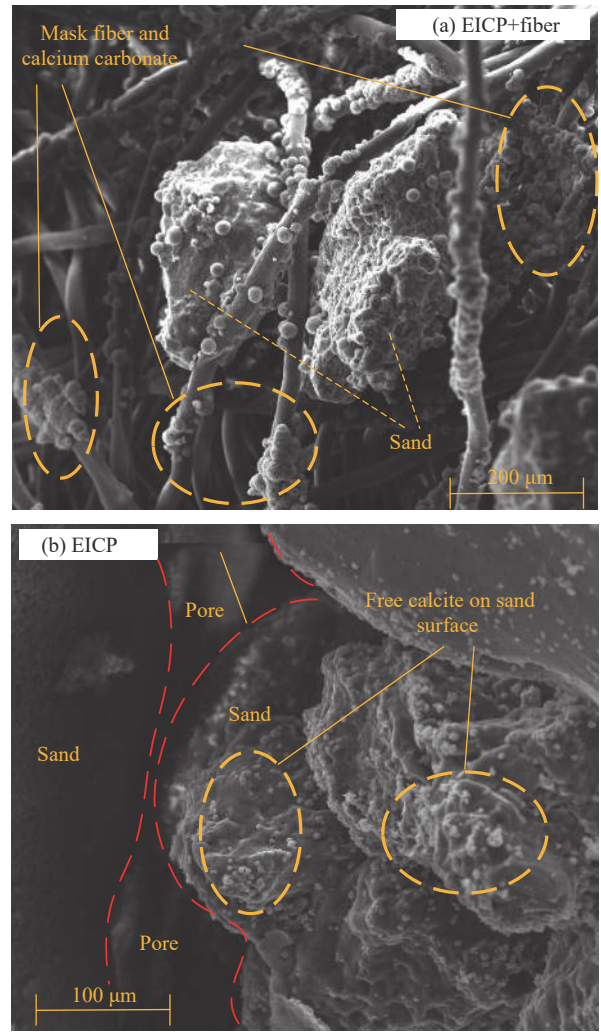 (a) EICP+fiber
Mask fiber and
calcium carbonate
Sand
200 μm
(b) EICP
Pore
Free calcite on sand
surface
Sand
Sand
Pore
100 μm